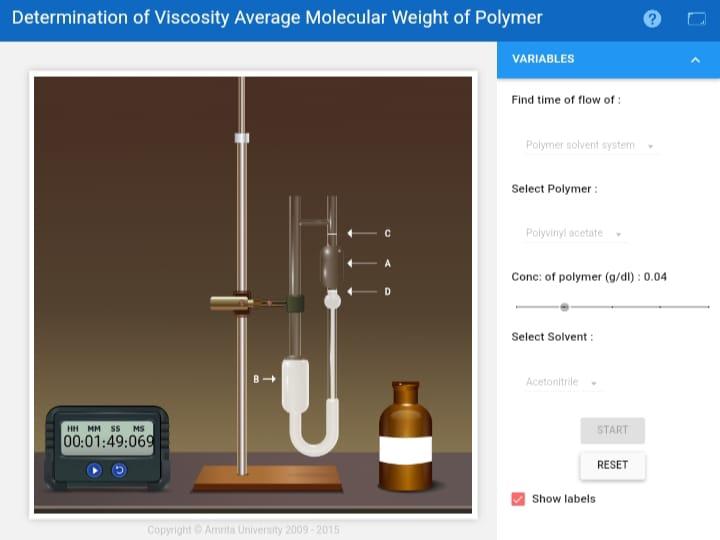 Determination of Viscosity Average Molecular Weight of Polymer
?
VARIABLES
Find time of flow of :
Polymer solvent system
Select Polymer :
Polyvinyl acetate
Conc: of polymer (g/dl) : 0.04
Select Solvent :
Acetonitrile
START
RESET
Show labels
C
A
D
B
HH MM SS MS
00:01:49:069
Copyright © Amrita University 2009 - 2015